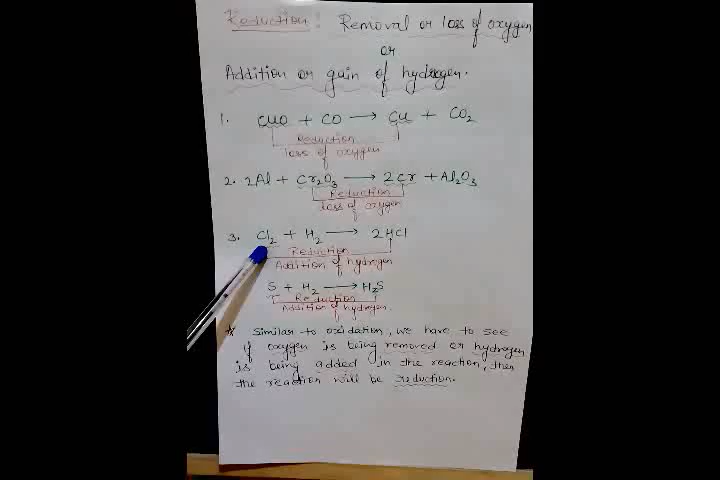 Reduction: Removal or loss of oxygen
or
Addition or gain of hydrogen.
1. CuO + CO → Cu + CO2
Reduction
loss of oxygen
2. 2Al + Cr2O3 → 2Cr + Al2O3
Reduction
loss of oxygen
3. Cl2 + H2 → 2HCl
Reduction
Addition of hydrogen
S + H2 → H2S
Reduction
Addition of hydrogen
* Similar to oxidation, we have to see
if oxygen is being removed or hydrogen
is being added in the reaction, then
the reaction will be reduction.